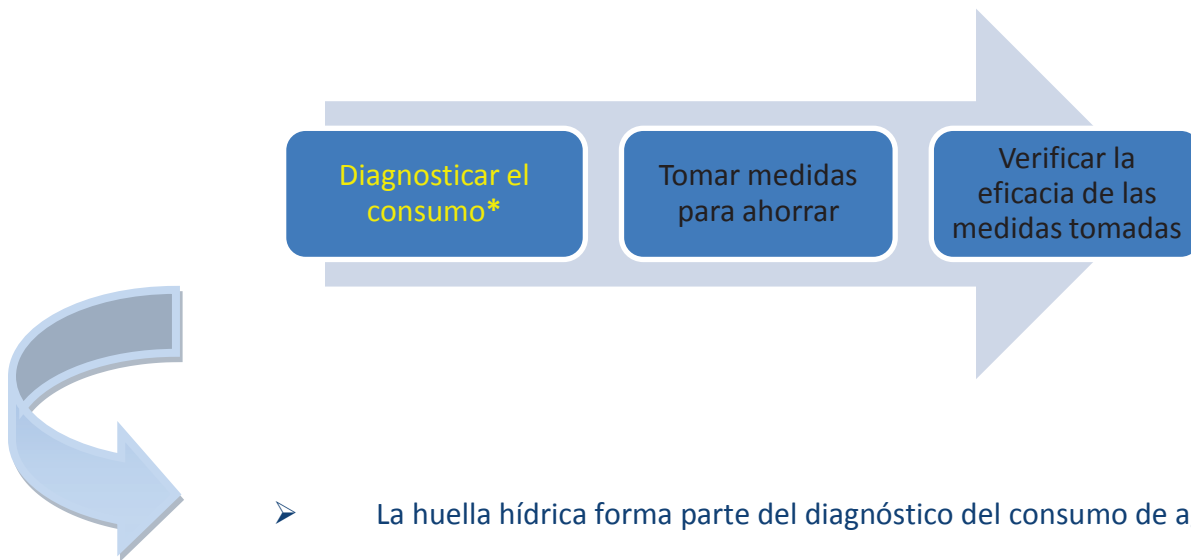 Diagnosticar el
consumo*
Tomar medidas
para ahorrar
Verificar la
eficacia de las
medidas tomadas
➢ La huella hídrica forma parte del diagnóstico del consumo de a